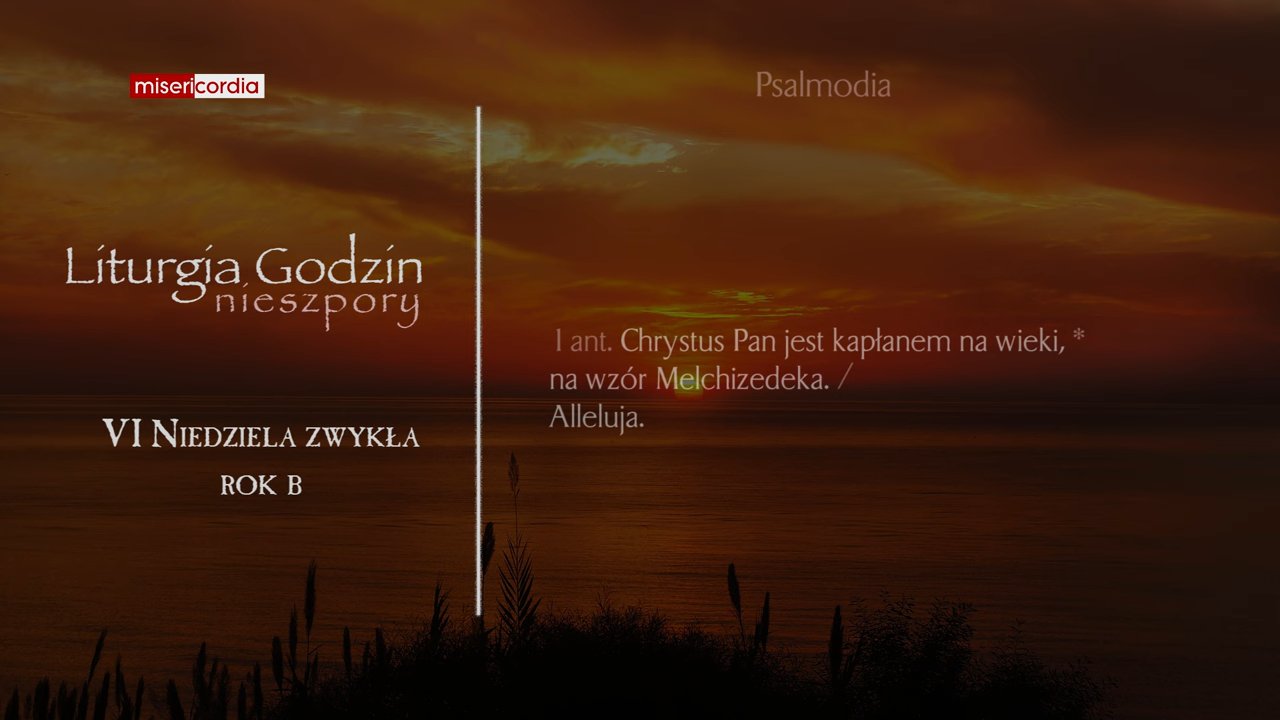 misericordia
Psalmodia
Liturgia Godzin
nieszpory
VI Niedziela zwykła
rok B
1 ant. Chrystus Pan jest kapłanem na wieki, *
na wzór Melchizedeka. /
Alleluja.